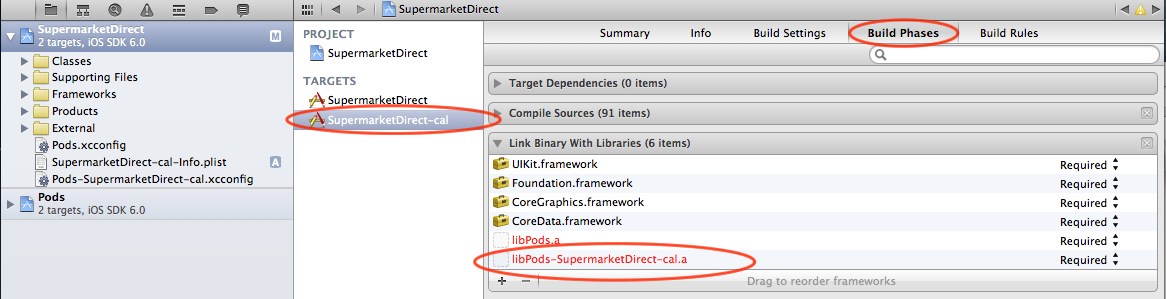 SupermarketDirect
SupermarketDirect
2 targets, iOS SDK 6.0
M
Classes
Supporting Files
Frameworks
Products
External
Pods.xcconfig
SupermarketDirect-cal-Info.plist
A
Pods-SupermarketDirect-cal.xcconfig
Pods
2 targets, iOS SDK 6.0
PROJECT
SupermarketDirect
TARGETS
SupermarketDirect
SupermarketDirect-cal
Summary Info Build Settings Build Phases Build Rules
Target Dependencies (0 items)
Compile Sources (91 items)
Link Binary With Libraries (6 items)
UIKit.framework Required
Foundation.framework Required
CoreGraphics.framework Required
CoreData.framework Required
libPods.a Required
libPods-SupermarketDirect-cal.a Required
+ − Drag to reorder frameworks